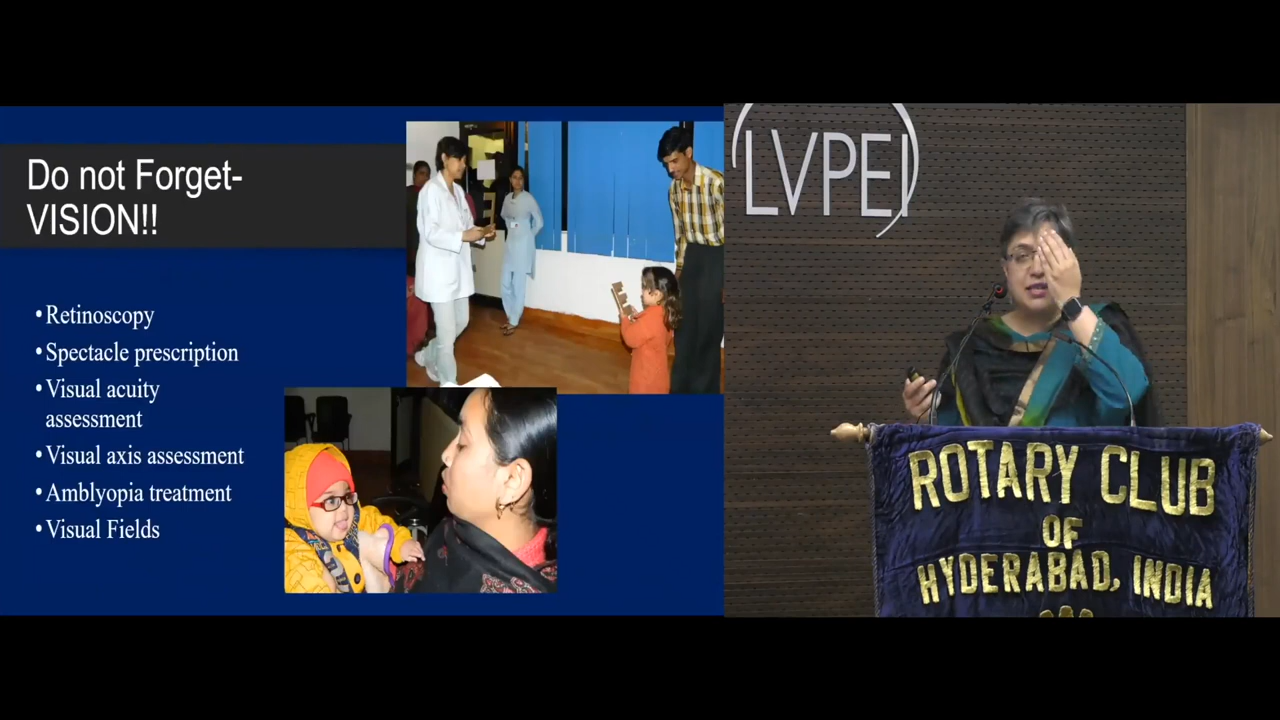 Do not Forget-
VISION!!
•Retinoscopy
•Spectacle prescription
•Visual acuity
assessment
•Visual axis assessment
•Amblyopia treatment
•Visual Fields
LVPEI
ROTARY CLUB
OF
HYDERABAD, INDIA